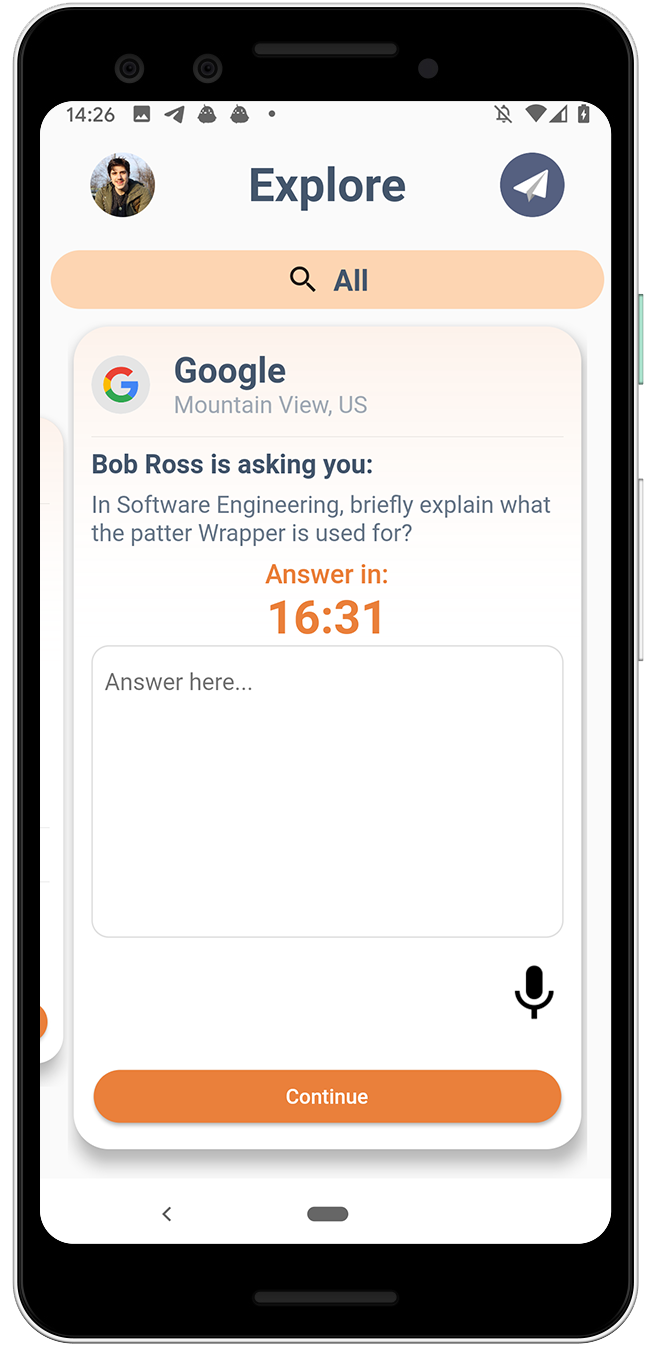 14:26
Explore
All
Google
Mountain View, US
Bob Ross is asking you:
In Software Engineering, briefly explain what
the patter Wrapper is used for?
Answer in:
16:31
Answer here...
Continue